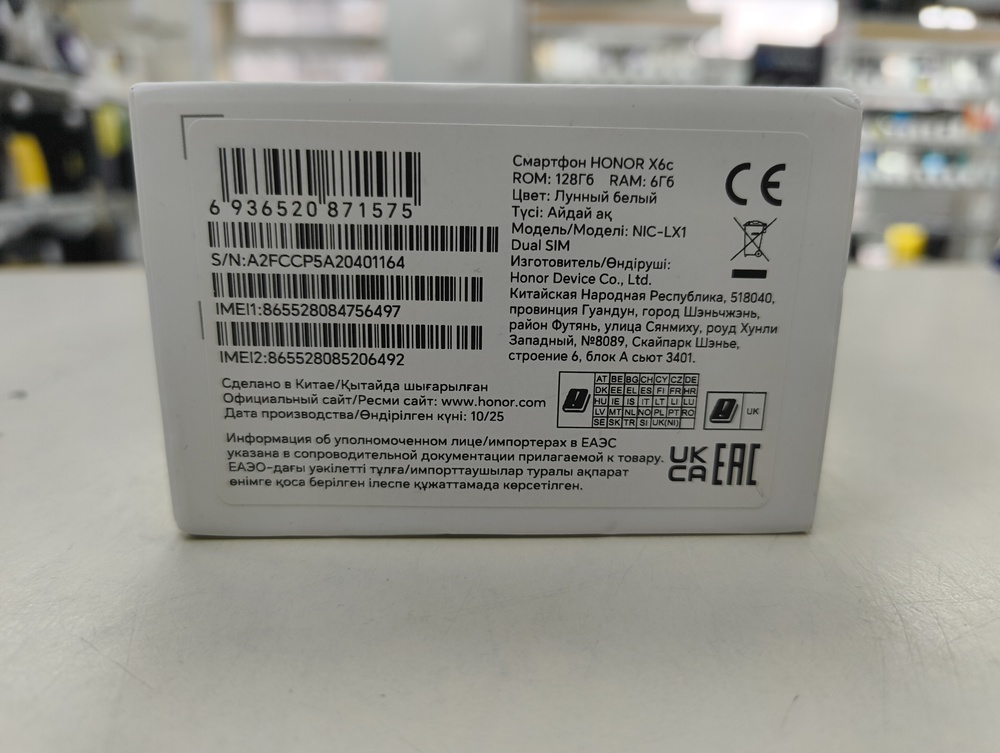 6 936520 871575
S/N:A2FCCP5A20401164
IMEI1:865528084756497
IMEI2:865528085206492
Смартфон HONOR X6c
ROM: 128Гб RAM: 6Гб
Цвет: Лунный белый
Түсі: Айдай ақ
Модель/Моделі: NIC-LX1
Dual SIM
Изготовитель/Өндіруші:
Honor Device Co., Ltd.
Китайская Народная Республика, 518040,
провинция Гуандун, город Шэньчжэнь,
район Футянь, улица Сянмиху, роуд Хунли
Западный, №8089, Скайпарк Шэнье,
строение 6, блок А сьют 3401.
CE
Сделано в Китае/Қытайда шығарылған
Официальный сайт/Ресми сайт: www.honor.com
Дата производства/Өндірілген күні: 10/25
AT BE BG CH CY CZ DE
DK EE EL ES FI FR HR
HU IE IS IT LT LI LU
LV MT NL NO PL PT RO
SE SK TR SI UK(NI)
UK
Информация об уполномоченном лице/импортерах в ЕАЭС
указана в сопроводительной документации прилагаемой к товару.
ЕАЭО-дағы уәкілетті тұлға/импорттаушылар туралы ақпарат
өнімге қоса берілген ілеспе құжаттамада көрсетілген.
UK
CA
EAC